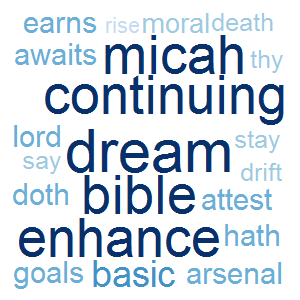 earns rise moral death
awaits micah thy
continuing
lord dream stay
say drift
doth bible attest
enhance hath
goals basic arsenal